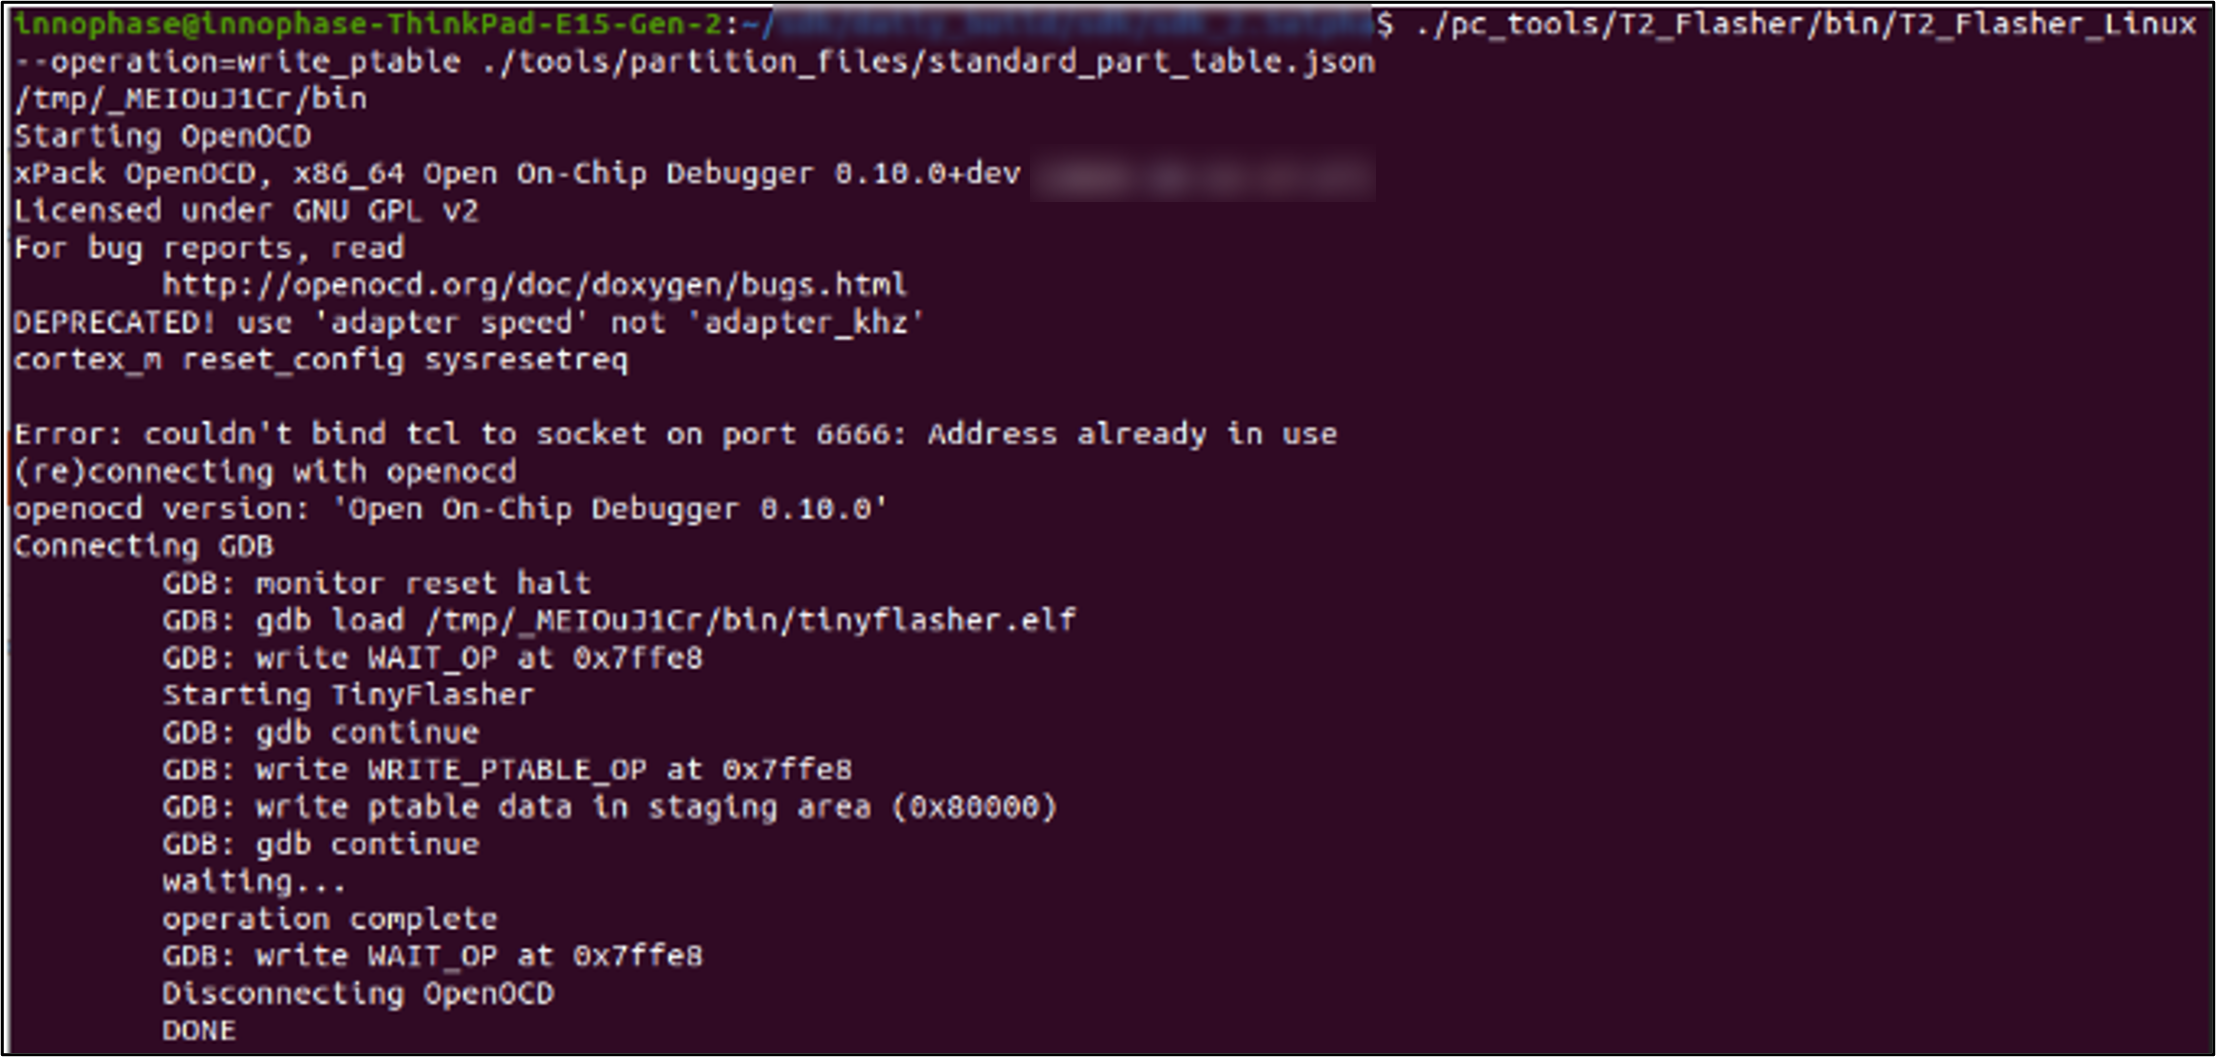 innophase@innophase-ThinkPad-E15-Gen-2:~/$ ./pc_tools/T2_Flasher/bin/T2_Flasher_Linux
--operation=write_ptable ./tools/partition_files/standard_part_table.json
/tmp/_MEIOuJ1Cr/bin
Starting OpenOCD
xPack OpenOCD, x86_64 Open On-Chip Debugger 0.10.0+dev
Licensed under GNU GPL v2
For bug reports, read
http://openocd.org/doc/doxygen/bugs.html
DEPRECATED! use 'adapter speed' not 'adapter_khz'
cortex_m reset_config sysresetreq
Error: couldn't bind tcl to socket on port 6666: Address already in use
(re)connecting with openocd
openocd version: 'Open On-Chip Debugger 0.10.0'
Connecting GDB
GDB: monitor reset halt
GDB: gdb load /tmp/_MEIOuJ1Cr/bin/tinyflasher.elf
GDB: write WAIT_OP at 0x7ffe8
Starting TinyFlasher
GDB: gdb continue
GDB: write WRITE_PTABLE_OP at 0x7ffe8
GDB: write ptable data in staging area (0x80000)
GDB: gdb continue
waiting...
operation complete
GDB: write WAIT_OP at 0x7ffe8
Disconnecting OpenOCD
DONE